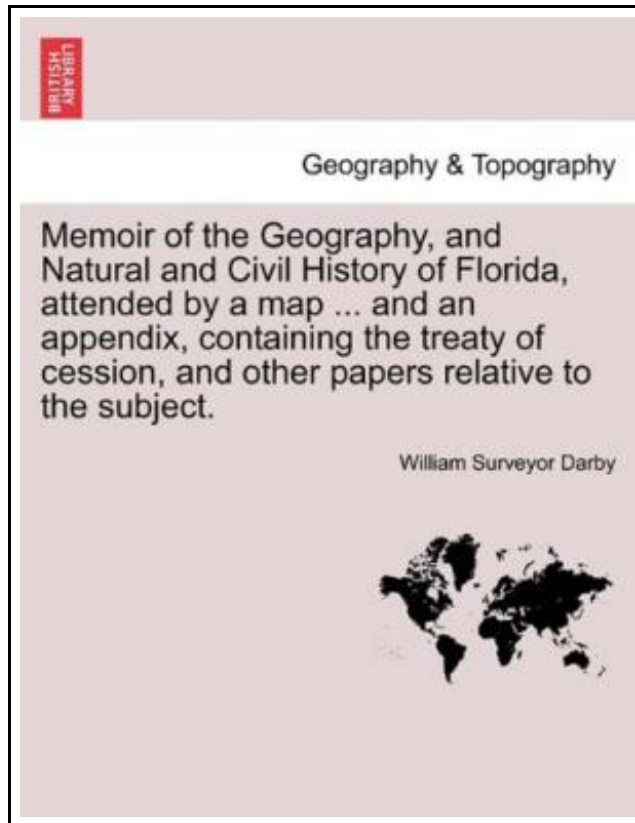 BRITISH
LIBRARY
Geography & Topography
Memoir of the Geography, and
Natural and Civil History of Florida,
attended by a map ... and an
appendix, containing the treaty of
cession, and other papers relative to
the subject.
William Surveyor Darby